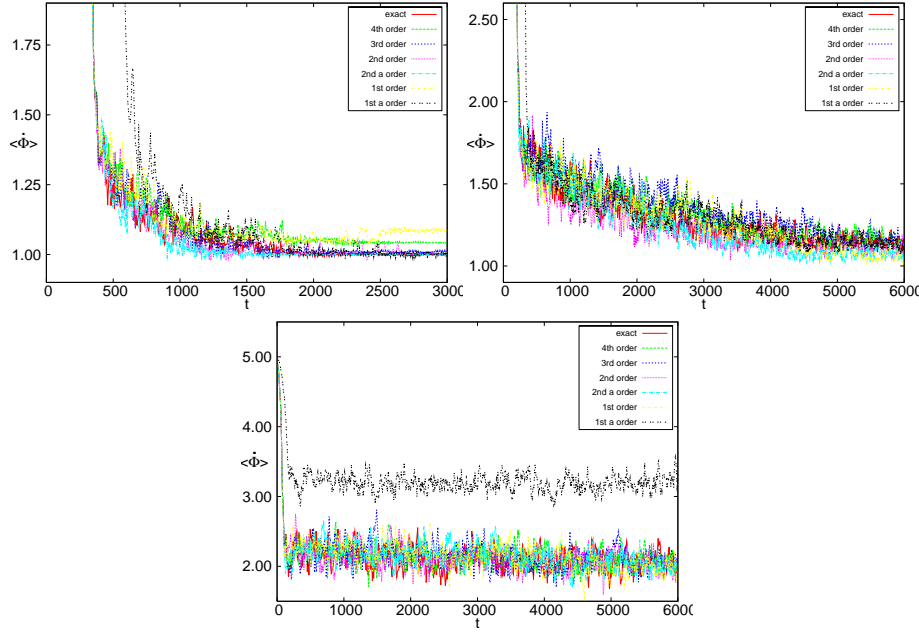 exact
4th order
3rd order
2nd order
2nd a order
1st order
1st a order
1.75
1.50
1.25
1.00
<Φ̇>
0 500 1000 1500 2000 2500 3000
t
exact
4th order
3rd order
2nd order
2nd a order
1st order
1st a order
2.50
2.00
1.50
1.00
<Φ̇>
0 1000 2000 3000 4000 5000 6000
t
exact
4th order
3rd order
2nd order
2nd a order
1st order
1st a order
5.00
4.00
3.00
2.00
<Φ̇>
0 1000 2000 3000 4000 5000 6000
t